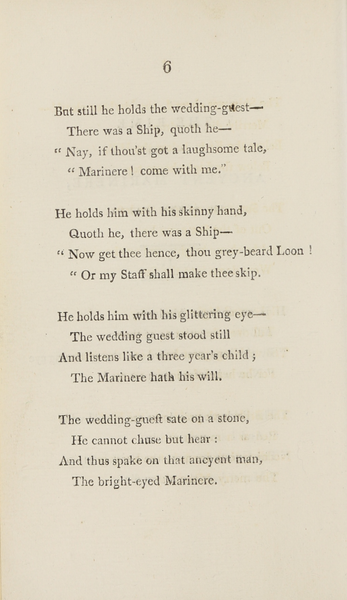 6
But still he holds the wedding-guest—
There was a Ship, quoth he—
“ Nay, if thou'st got a laughsome tale,
“ Marinere ! come with me.”
He holds him with his skinny hand,
Quoth he, there was a Ship—
“ Now get thee hence, thou grey-beard Loon !
“ Or my Staff shall make thee skip.
He holds him with his glittering eye—
The wedding guest stood still
And listens like a three year's child ;
The Marinere hath his will.
The wedding-gueſt sate on a stone,
He cannot chuse but hear :
And thus spake on that ancyent man,
The bright-eyed Marinere.